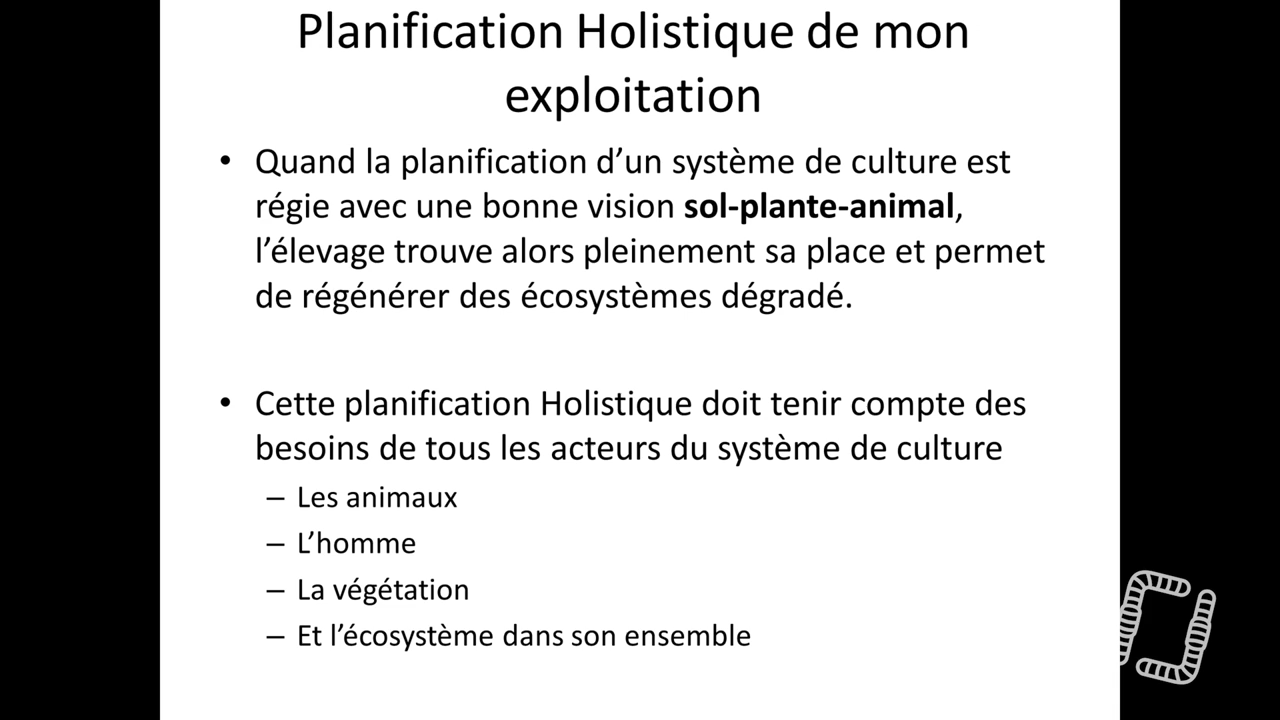 Planification Holistique de mon
exploitation
• Quand la planification d’un système de culture est
régie avec une bonne vision sol-plante-animal,
l’élevage trouve alors pleinement sa place et permet
de régénérer des écosystèmes dégradé.
• Cette planification Holistique doit tenir compte des
besoins de tous les acteurs du système de culture
– Les animaux
– L’homme
– La végétation
– Et l’écosystème dans son ensemble